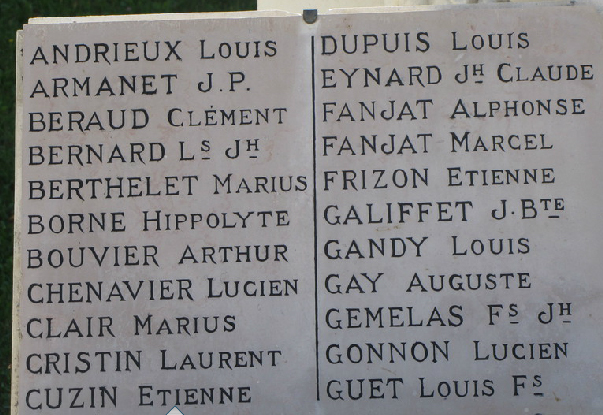 ANDRIEUX LOUIS
ARMANET J.P.
BERAUD CLÉMENT
BERNARD LS JH
BERTHELET MARIUS
BORNE HIPPOLYTE
BOUVIER ARTHUR
CHENAVIER LUCIEN
CLAIR MARIUS
CRISTIN LAURENT
CUZIN ETIENNE
DUPUIS LOUIS
EYNARD JH CLAUDE
FANJAT ALPHONSE
FANJAT MARCEL
FRIZON ETIENNE
GALIFFET J.BTE
GANDY LOUIS
GAY AUGUSTE
GEMELAS FS JH
GONNON LUCIEN
GUET LOUIS FS